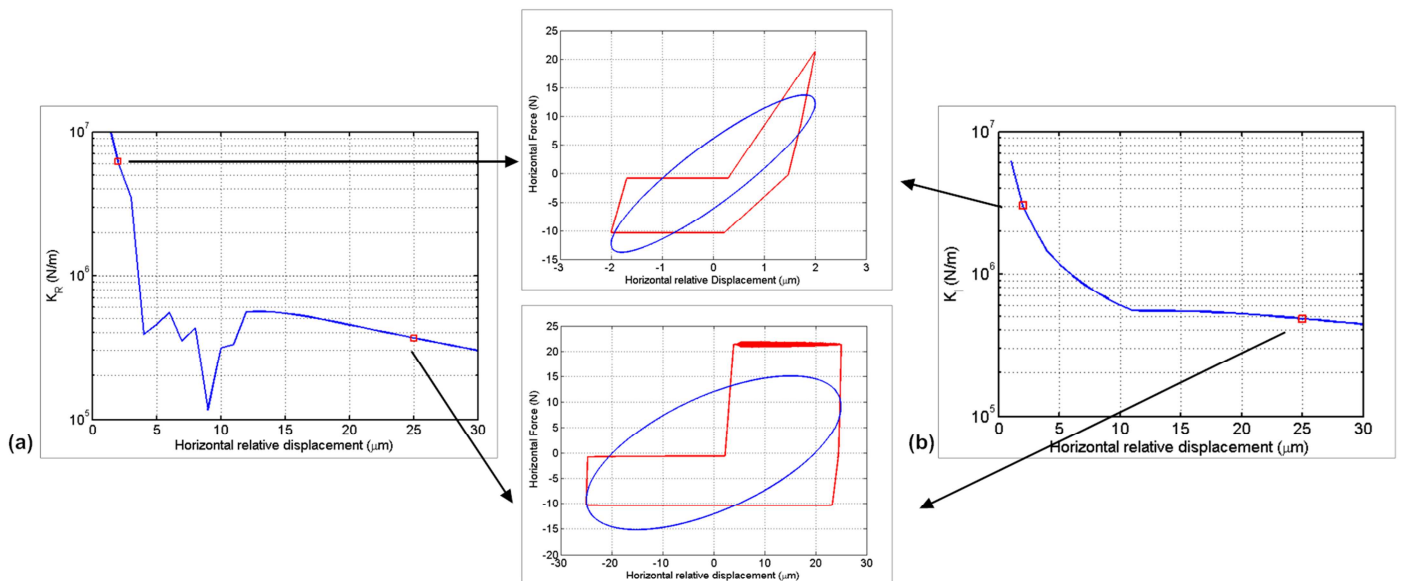 (a)
K_R (N/m)
10^7
10^6
10^5
0 5 10 15 20 25 30
Horizontal relative displacement (μm)
Horizontal Force (N)
25
20
15
10
5
0
-5
-10
-15
-3 -2 -1 0 1 2 3
Horizontal relative Displacement (μm)
Horizontal Force (N)
25
20
15
10
5
0
-5
-10
-15
-20
-30 -20 -10 0 10 20 30
Horizontal relative displacement (μm)
(b)
(N/m)
10^7
10^6
10^5
0 5 10 15 20 25 30
Horizontal relative displacement (μm)